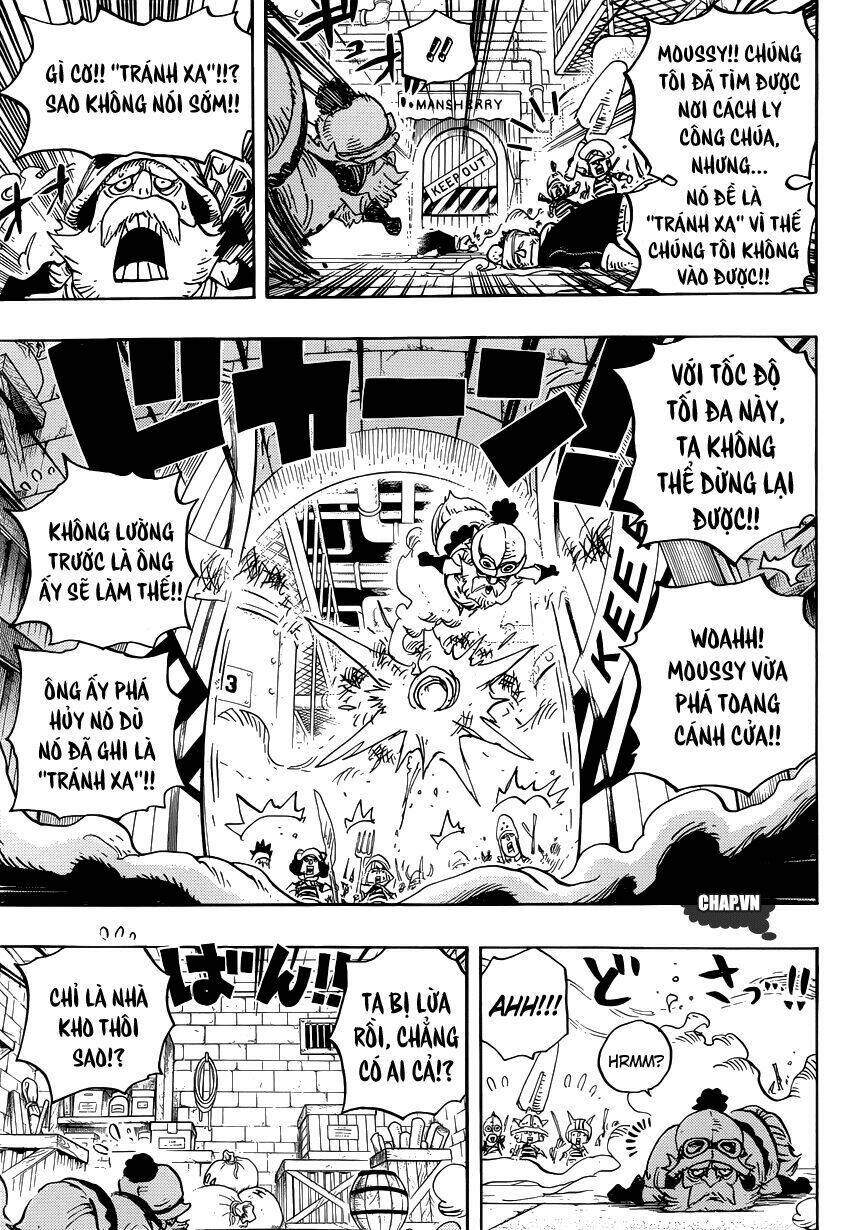 MOUSSY!! CHÚNG
TÔI ĐÃ TÌM ĐƯỢC
NƠI CÁCH LY
CÔNG CHÚA,
NHƯNG...
NÓ ĐỀ LÀ
"TRÁNH XA" VÌ THẾ
CHÚNG TÔI KHÔNG
VÀO ĐƯỢC!!
!!
MANSHERRY
KEEP OUT
GÌ CƠ!! "TRÁNH XA"!!?
SAO KHÔNG NÓI SỚM!!
VỚI TỐC ĐỘ
TỐI ĐA NÀY,
TA KHÔNG
THỂ DỪNG LẠI
ĐƯỢC!!
ドカーン
KEEP
WOAHH!
MOUSSY VỪA
PHÁ TOANG
CÁNH CỬA!!
KHÔNG LƯỜNG
TRƯỚC LÀ ÔNG
ẤY SẼ LÀM THẾ!!
3
ÔNG ẤY PHÁ
HỦY NÓ DÙ
NÓ ĐÃ GHI LÀ
"TRÁNH XA"!!
CHAP.VN
どさっ...!!
AHH!!!
HRMM?
TA BỊ LỪA
RỒI, CHẲNG
CÓ AI CẢ!?
ばん!!
CHỈ LÀ NHÀ
KHO THÔI
SAO!?